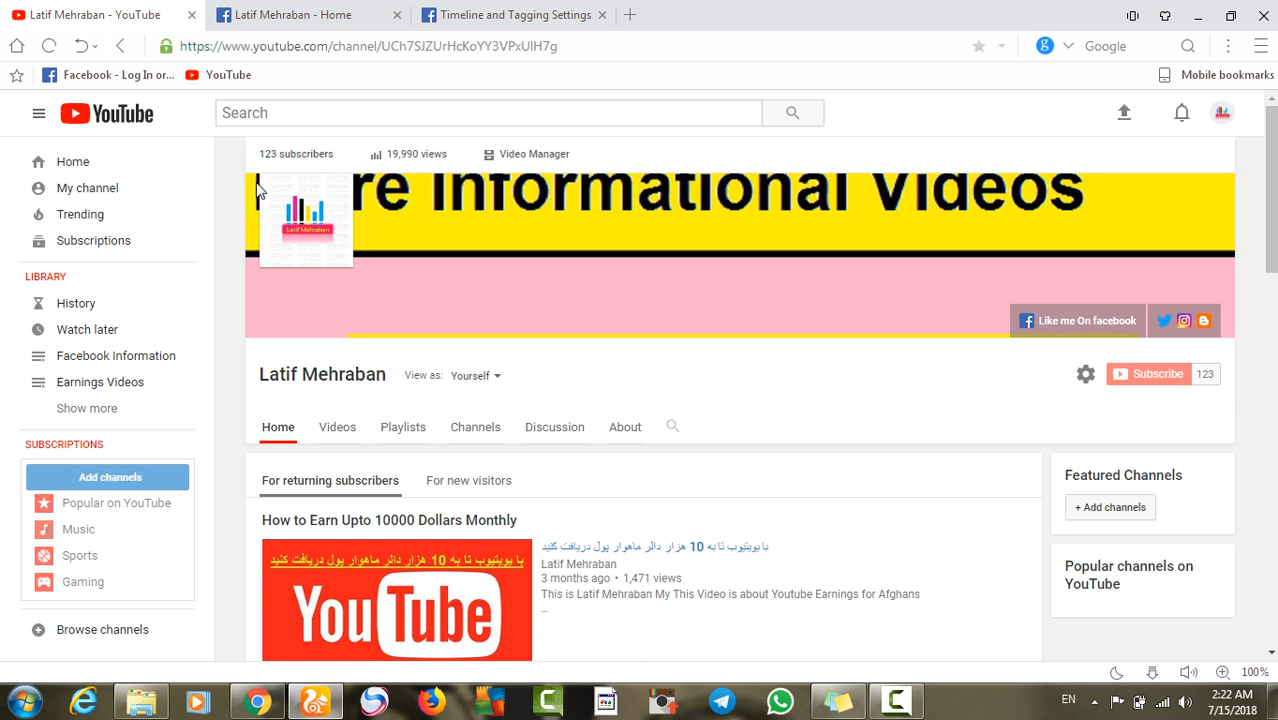 Latif Mehraban - YouTube
Latif Mehraban - Home
Timeline and Tagging Settings
https://www.youtube.com/channel/UCh7SJZUrHcKoYY3VPxUlH7g
Google
Facebook - Log In or...
YouTube
Mobile bookmarks
YouTube
Search
123 subscribers
19,990 views
Video Manager
re Informational Videos
Latif Mehraban
Like me On facebook
Home
My channel
Trending
Subscriptions
LIBRARY
History
Watch later
Facebook Information
Earnings Videos
Show more
SUBSCRIPTIONS
Add channels
Popular on YouTube
Music
Sports
Gaming
Browse channels
Latif Mehraban
View as: Yourself
Subscribe 123
Home Videos Playlists Channels Discussion About
For returning subscribers
For new visitors
How to Earn Upto 10000 Dollars Monthly
با یوتیوب تا به 10 هزار دالر ماهوار پول دریافت کنید
YouTube
با یوتیوب تا به 10 هزار دالر ماهوار پول دریافت کنید
Latif Mehraban
3 months ago • 1,471 views
This is Latif Mehraban My This Video is about Youtube Earnings for Afghans
...
Featured Channels
+ Add channels
Popular channels on
YouTube
100%
EN
2:22 AM
7/15/2018